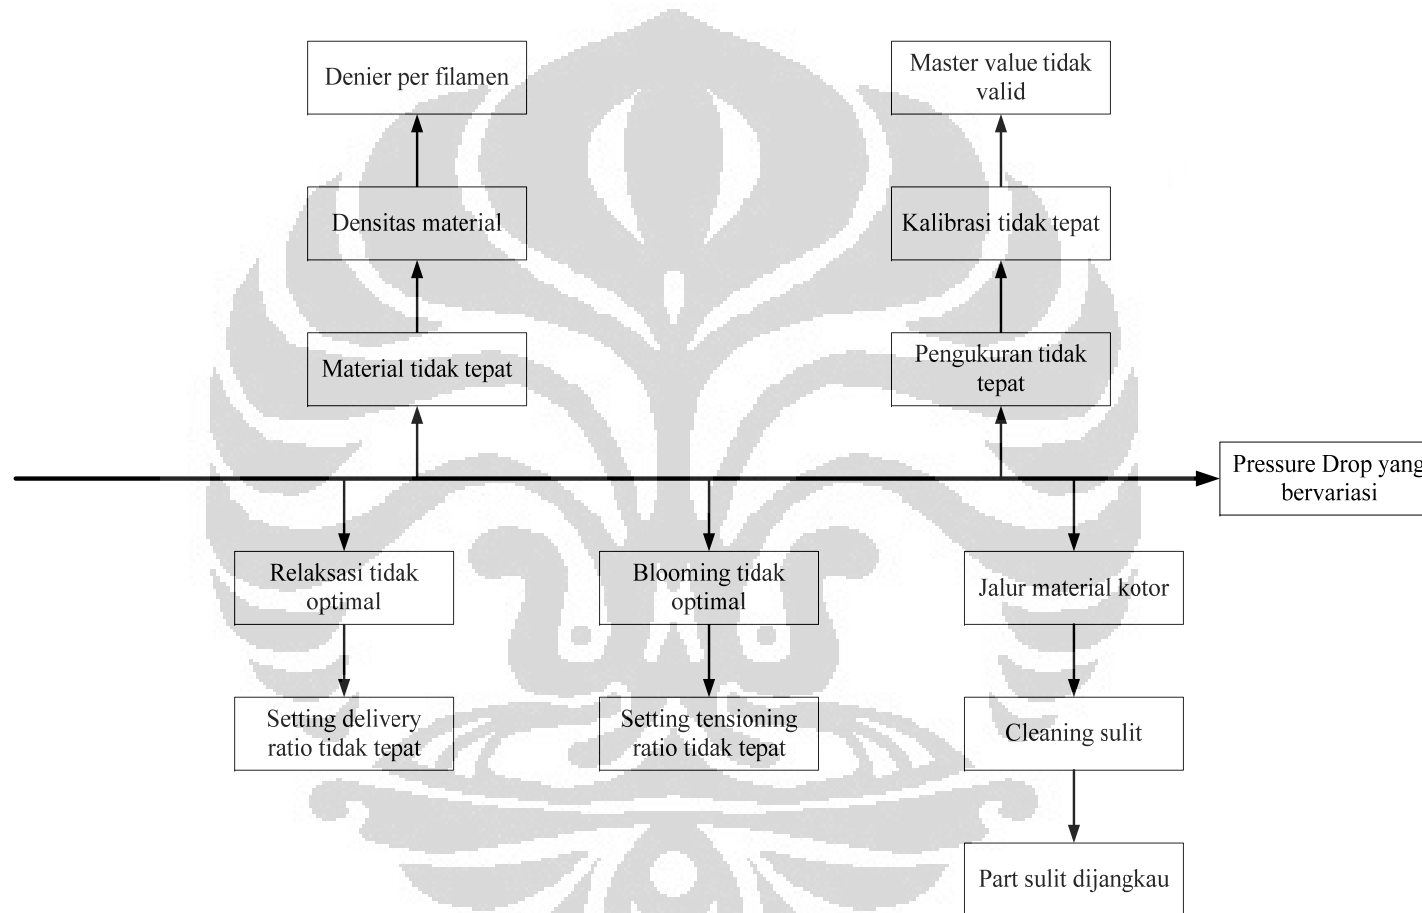 Denier per filamen
Master value tidak
valid
Densitas material
Kalibrasi tidak tepat
Material tidak tepat
Pengukuran tidak
tepat
Pressure Drop yang
bervariasi
Relaksasi tidak
optimal
Blooming tidak
optimal
Jalur material kotor
Setting delivery
ratio tidak tepat
Setting tensioning
ratio tidak tepat
Cleaning sulit
Part sulit dijangkau